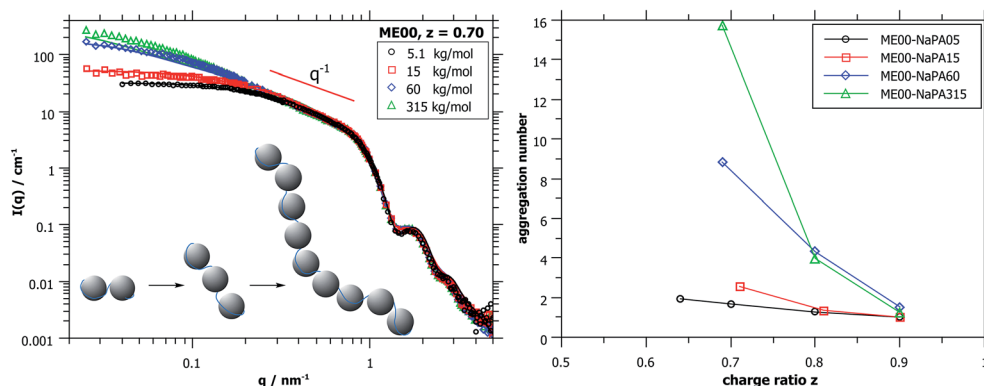 ME00, z = 0.70
5.1 kg/mol
15 kg/mol
60 kg/mol
315 kg/mol
q⁻¹
I(q) / cm⁻¹
100
10
1
0.1
0.01
0.001
0.1
1
q / nm⁻¹
ME00-NaPA05
ME00-NaPA15
ME00-NaPA60
ME00-NaPA315
aggregation number
16
14
12
10
8
6
4
2
0
0.5
0.6
0.7
0.8
0.9
1
charge ratio z